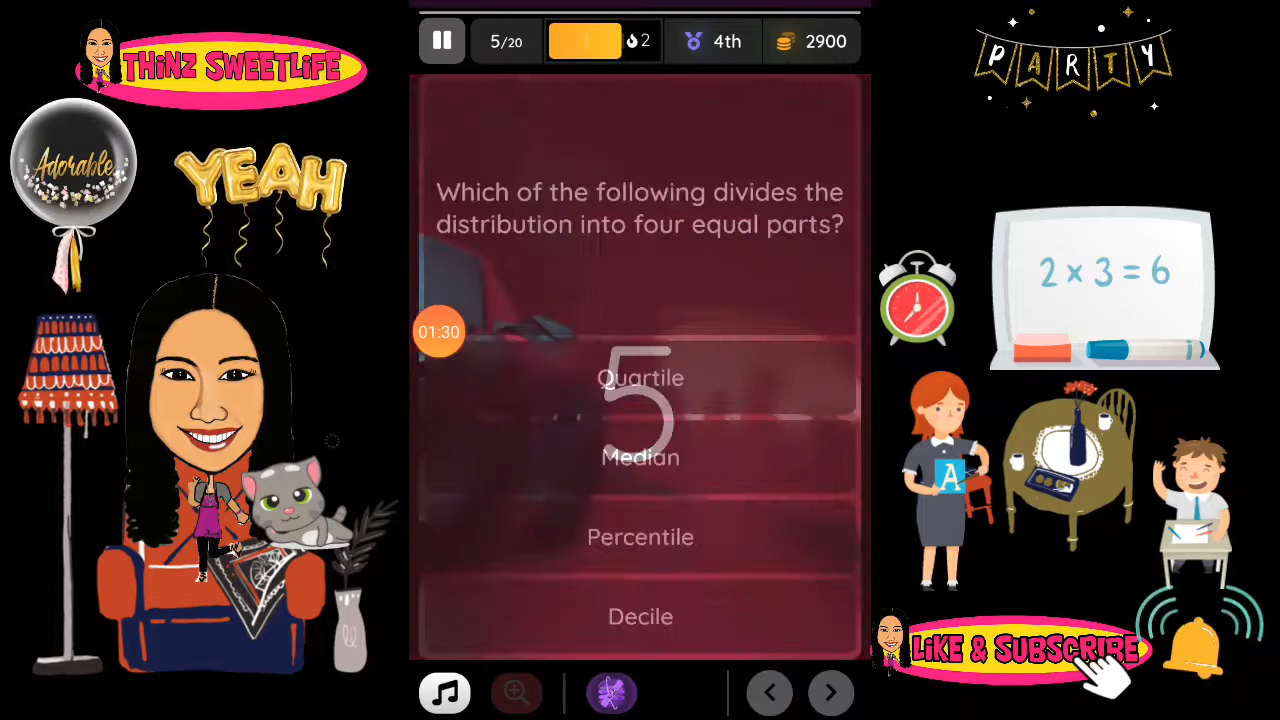 THiNZ SWEETLiFE
Adorable
YEAH
5/20
2
4th
2900
PARTY
Which of the following divides the
distribution into four equal parts?
01:30
5
Quartile
Median
Percentile
Decile
2 x 3 = 6
A
LiKE & SUBSCRiBE